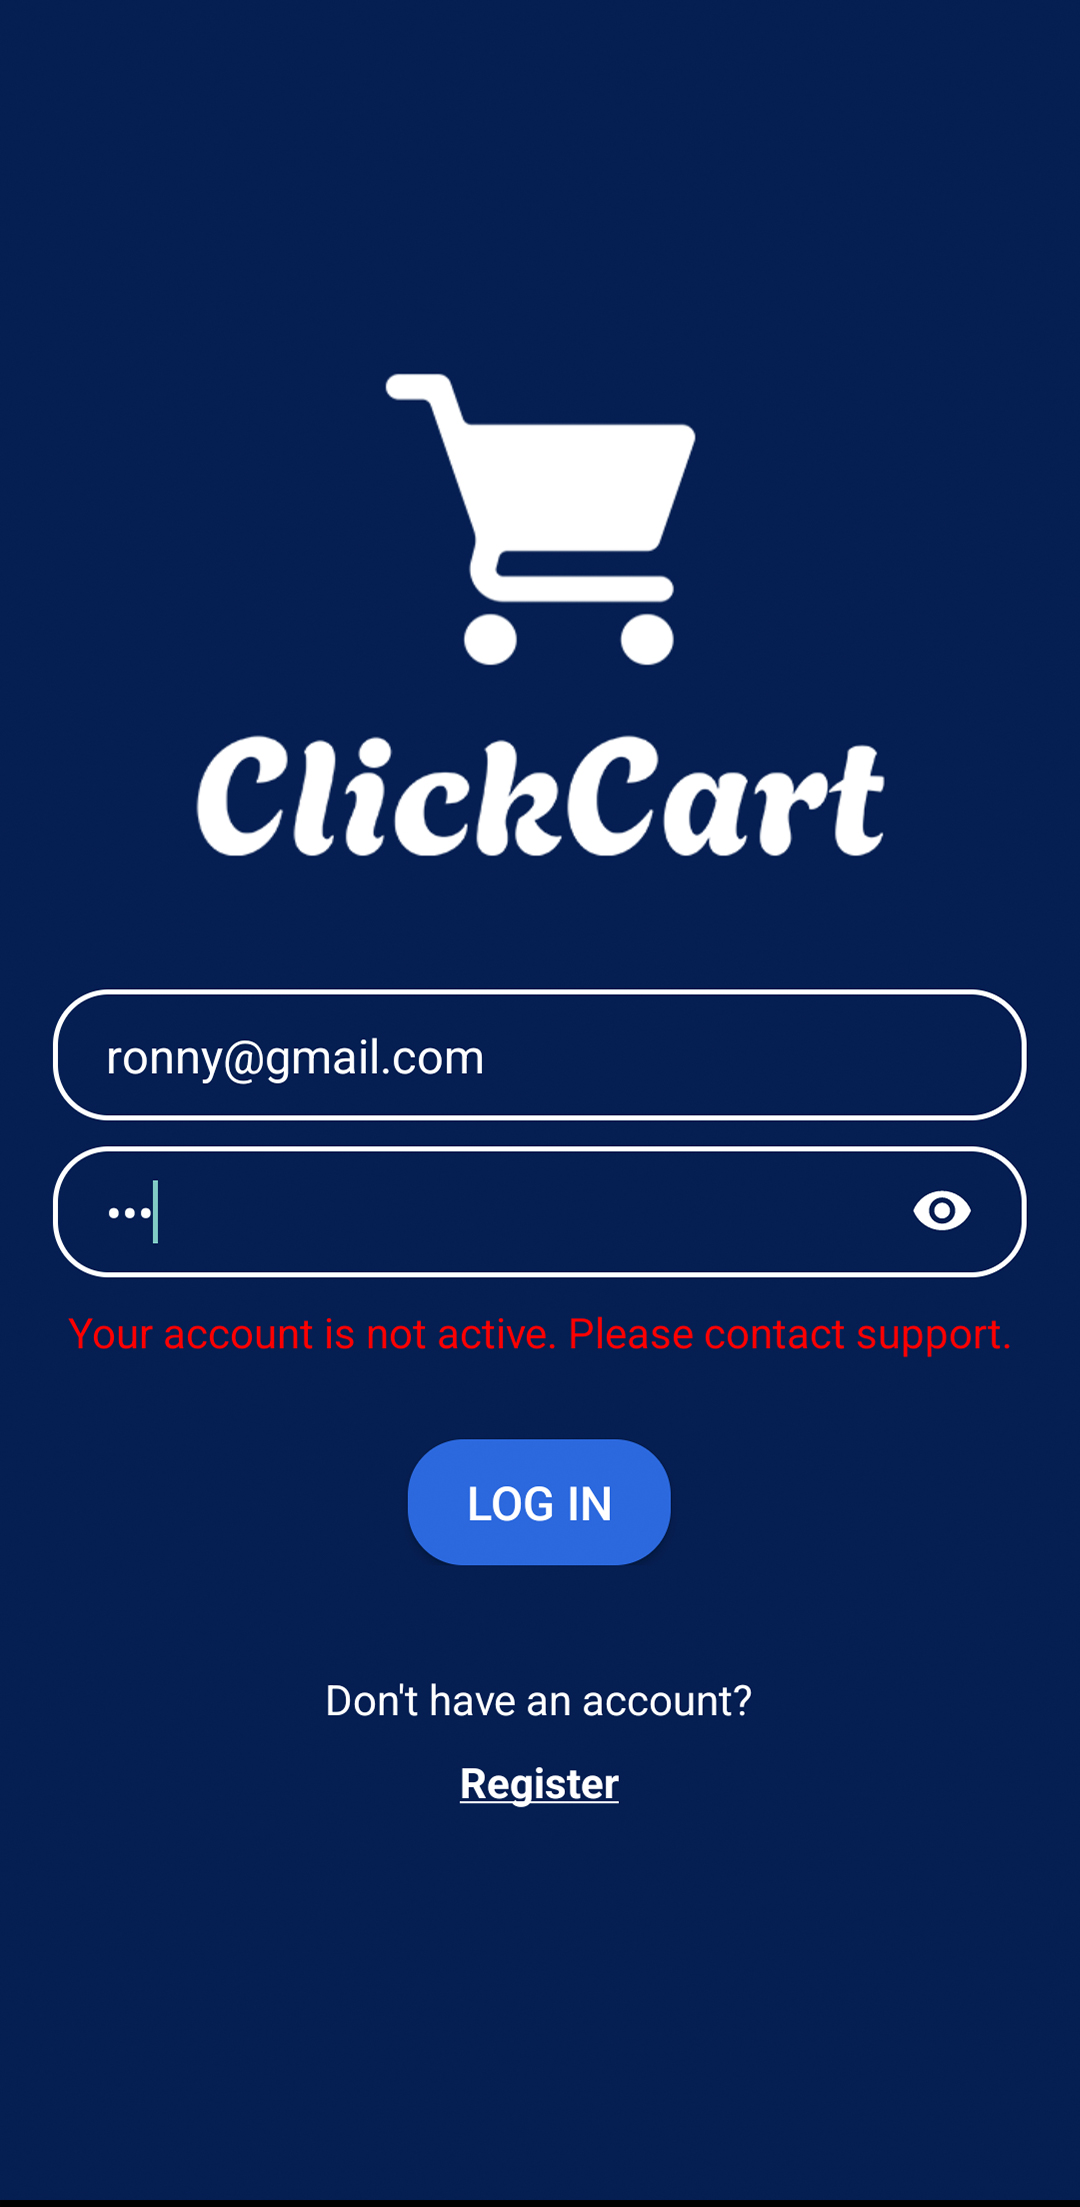 ClickCart
ronny@gmail.com
•••
Your account is not active. Please contact support.
LOG IN
Don't have an account?
Register